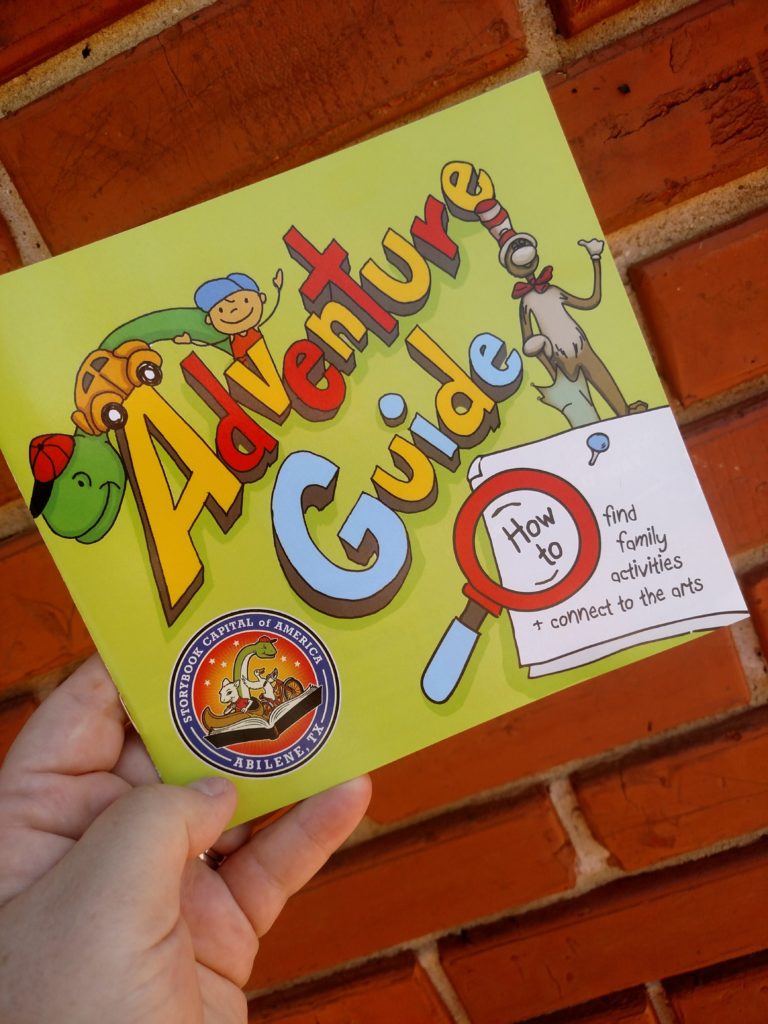 Adventure
Guide
How
to
find
family
activities
+ connect to the arts
STORYBOOK CAPITAL of AMERICA
ABILENE, TX